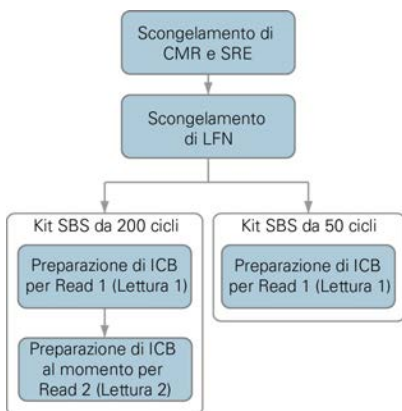 Scongelamento di
CMR e SRE
Scongelamento
di LFN
Kit SBS da 200 cicli
Preparazione di ICB
per Read 1 (Lettura 1)
Preparazione di ICB
al momento per
Read 2 (Lettura 2)
Kit SBS da 50 cicli
Preparazione di ICB
per Read 1 (Lettura 1)